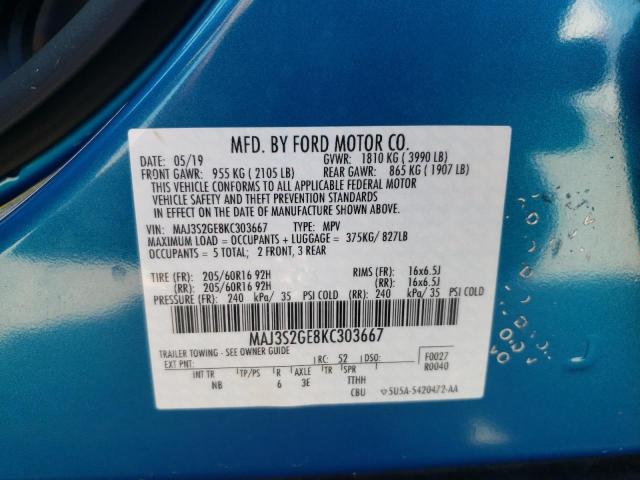 MFD. BY FORD MOTOR CO.
DATE: 05/19 GVWR: 1810 KG ( 3990 LB)
FRONT GAWR: 955 KG ( 2105 LB) REAR GAWR: 865 KG ( 1907 LB)
THIS VEHICLE CONFORMS TO ALL APPLICABLE FEDERAL MOTOR
VEHICLE SAFETY AND THEFT PREVENTION STANDARDS
IN EFFECT ON THE DATE OF MANUFACTURE SHOWN ABOVE.
VIN: MAJ3S2GE8KC303667 TYPE: MPV
MAXIMUM LOAD = OCCUPANTS + LUGGAGE = 375KG/ 827LB
OCCUPANTS = 5 TOTAL; 2 FRONT, 3 REAR
TIRE (FR): 205/60R16 92H RIMS (FR): 16x6.5J
(RR): 205/60R16 92H (RR): 16x6.5J
PRESSURE (FR): 240 kPa/ 35 PSI COLD (RR): 240 kPa/ 35 PSI COLD
MAJ3S2GE8KC303667
TRAILER TOWING - SEE OWNER GUIDE
EXT PNT: RC: 52 DSO: F0027
R0040
INT TR TP/PS R AXLE TR SPR
NB 6 3E TTHH
CBU 5U5A-5420472-AA